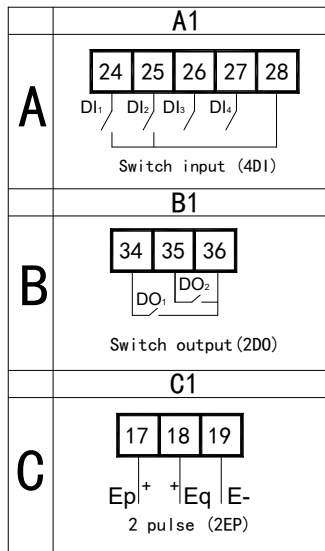 A1
A
24 25 26 27 28
DI1 DI2 DI3 DI4
Switch input (4DI)
B1
B
34 35 36
DO2
DO1
Switch output(2DO)
C1
C
17 18 19
Ep + + Eq E-
2 pulse (2EP)